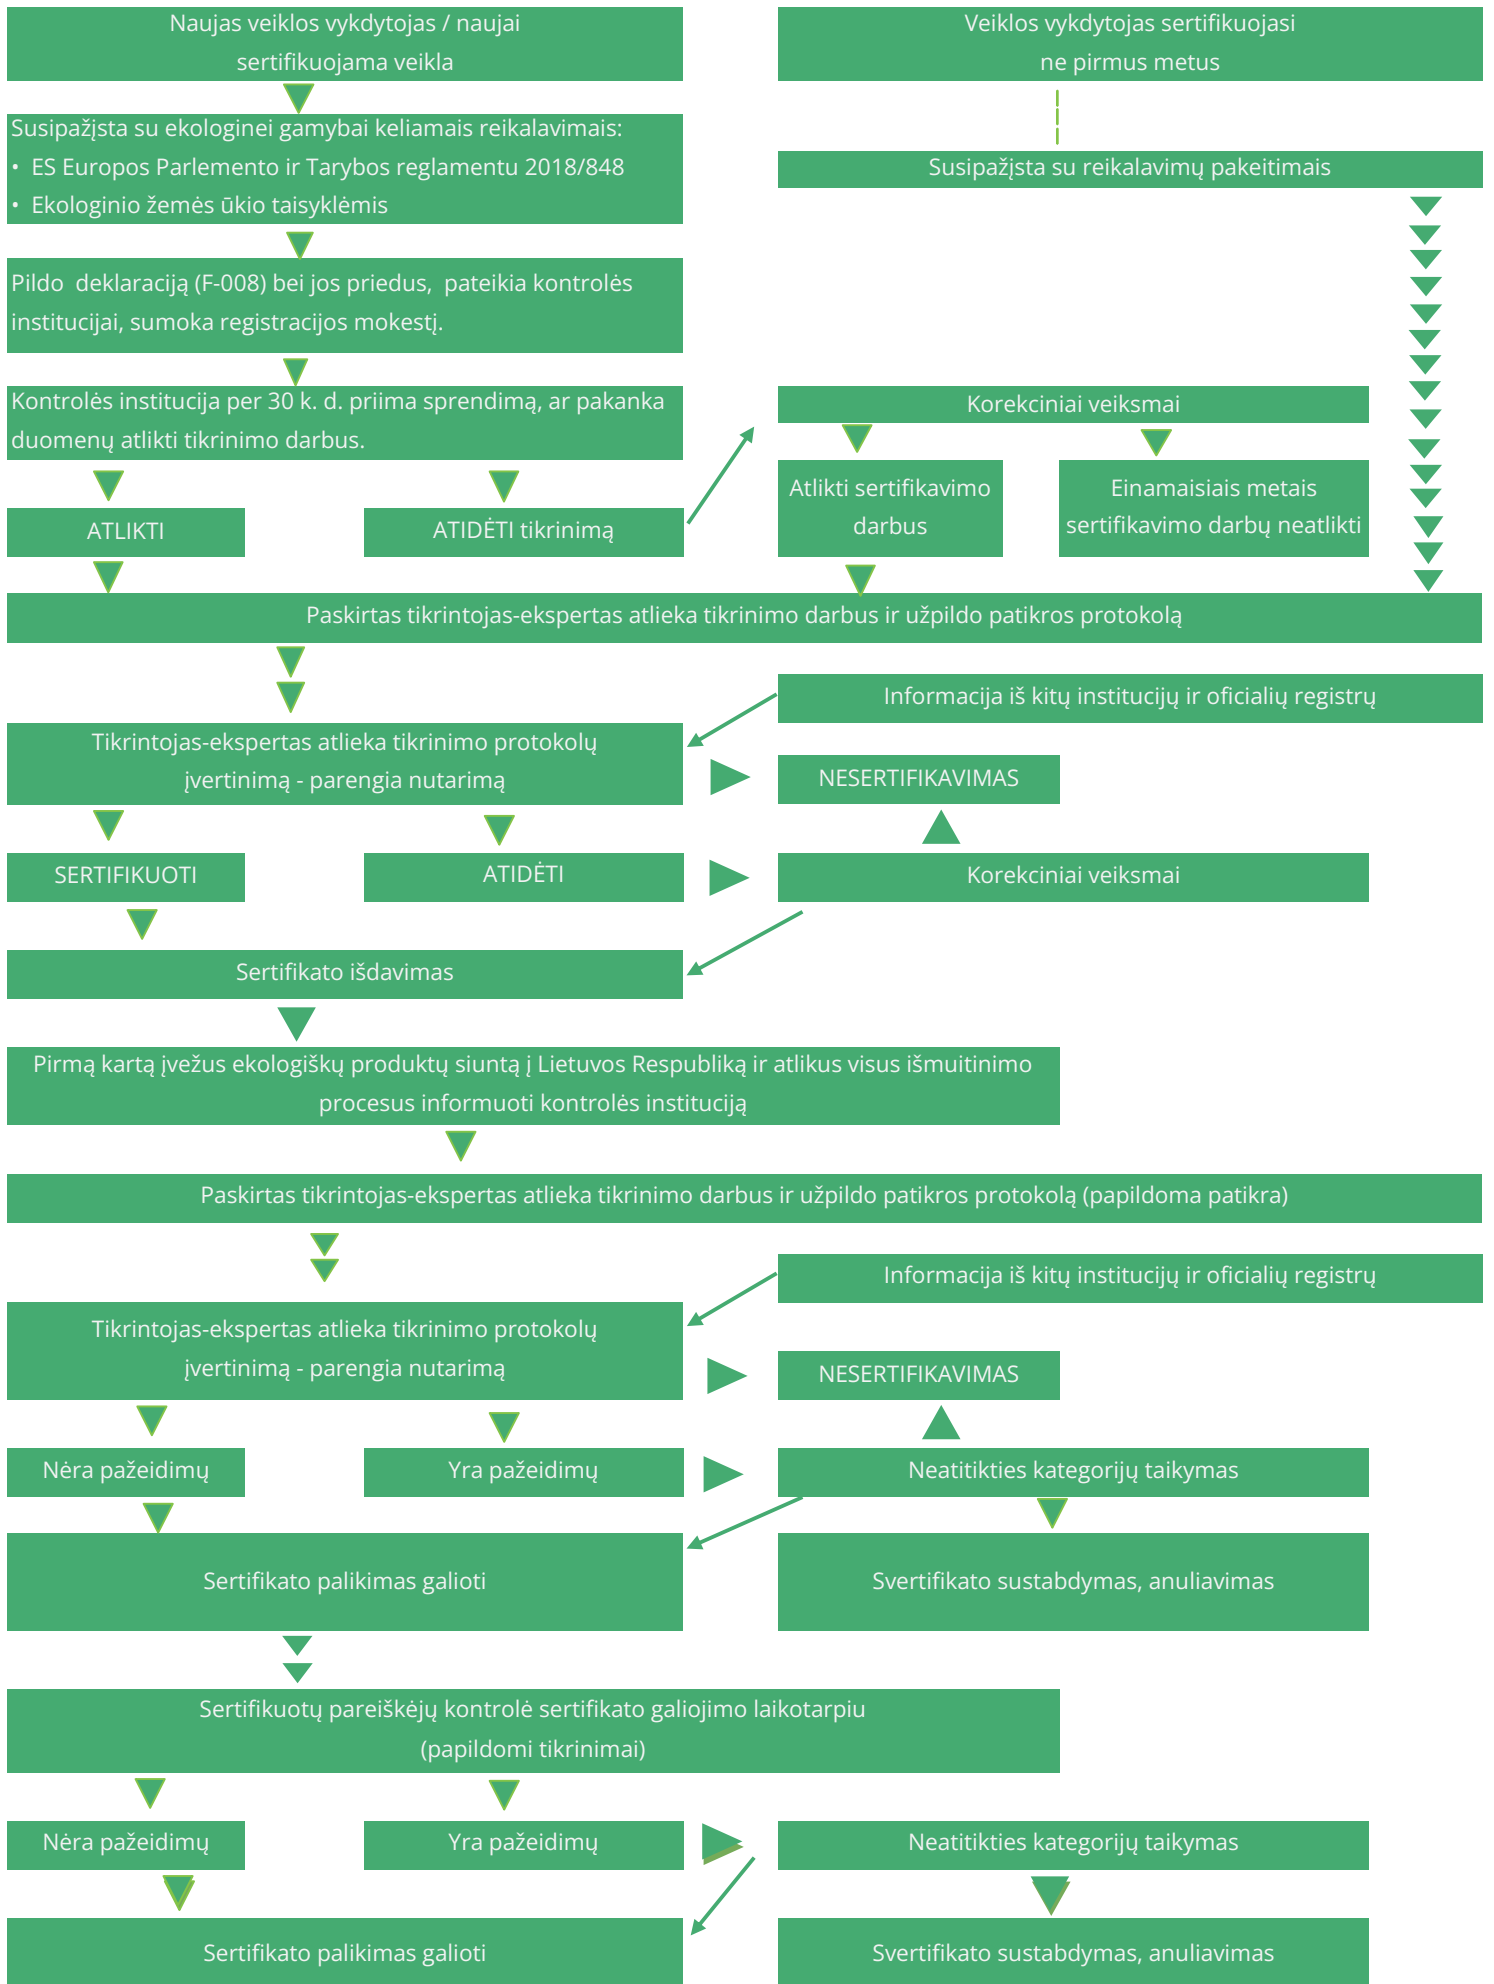 Naujas veiklos vykdytojas / naujai
sertifikuojama veikla
Veiklos vykdytojas sertifikuojasi
ne pirmus metus
Susipažįsta su ekologinei gamybai keliamais reikalavimais:
• ES Europos Parlemento ir Tarybos reglamentu 2018/848
• Ekologinio žemės ūkio taisyklėmis
Susipažįsta su reikalavimų pakeitimais
Pildo deklaraciją (F-008) bei jos priedus, pateikia kontrolės
institucijai, sumoka registracijos mokestį.
Kontrolės institucija per 30 k. d. priima sprendimą, ar pakanka
duomenų atlikti tikrinimo darbus.
Korekciniai veiksmai
ATLIKTI
ATIDĖTI tikrinimą
Atlikti sertifikavimo
darbus
Einamaisiais metais
sertifikavimo darbų neatlikti
Paskirtas tikrintojas-ekspertas atlieka tikrinimo darbus ir užpildo patikros protokolą
Informacija iš kitų institucijų ir oficialių registrų
Tikrintojas-ekspertas atlieka tikrinimo protokolų
įvertinimą - parengia nutarimą
NESERTIFIKAVIMAS
SERTIFIKUOTI
ATIDĖTI
Korekciniai veiksmai
Sertifikato išdavimas
Pirmą kartą įvežus ekologiškų produktų siuntą į Lietuvos Respubliką ir atlikus visus išmuitinimo
procesus informuoti kontrolės instituciją
Paskirtas tikrintojas-ekspertas atlieka tikrinimo darbus ir užpildo patikros protokolą (papildoma patikra)
Informacija iš kitų institucijų ir oficialių registrų
Tikrintojas-ekspertas atlieka tikrinimo protokolų
įvertinimą - parengia nutarimą
NESERTIFIKAVIMAS
Nėra pažeidimų
Yra pažeidimų
Neatitikties kategorijų taikymas
Sertifikato palikimas galioti
Svertifikato sustabdymas, anuliavimas
Sertifikuotų pareiškėjų kontrolė sertifikato galiojimo laikotarpiu
(papildomi tikrinimai)
Nėra pažeidimų
Yra pažeidimų
Neatitikties kategorijų taikymas
Sertifikato palikimas galioti
Svertifikato sustabdymas, anuliavimas